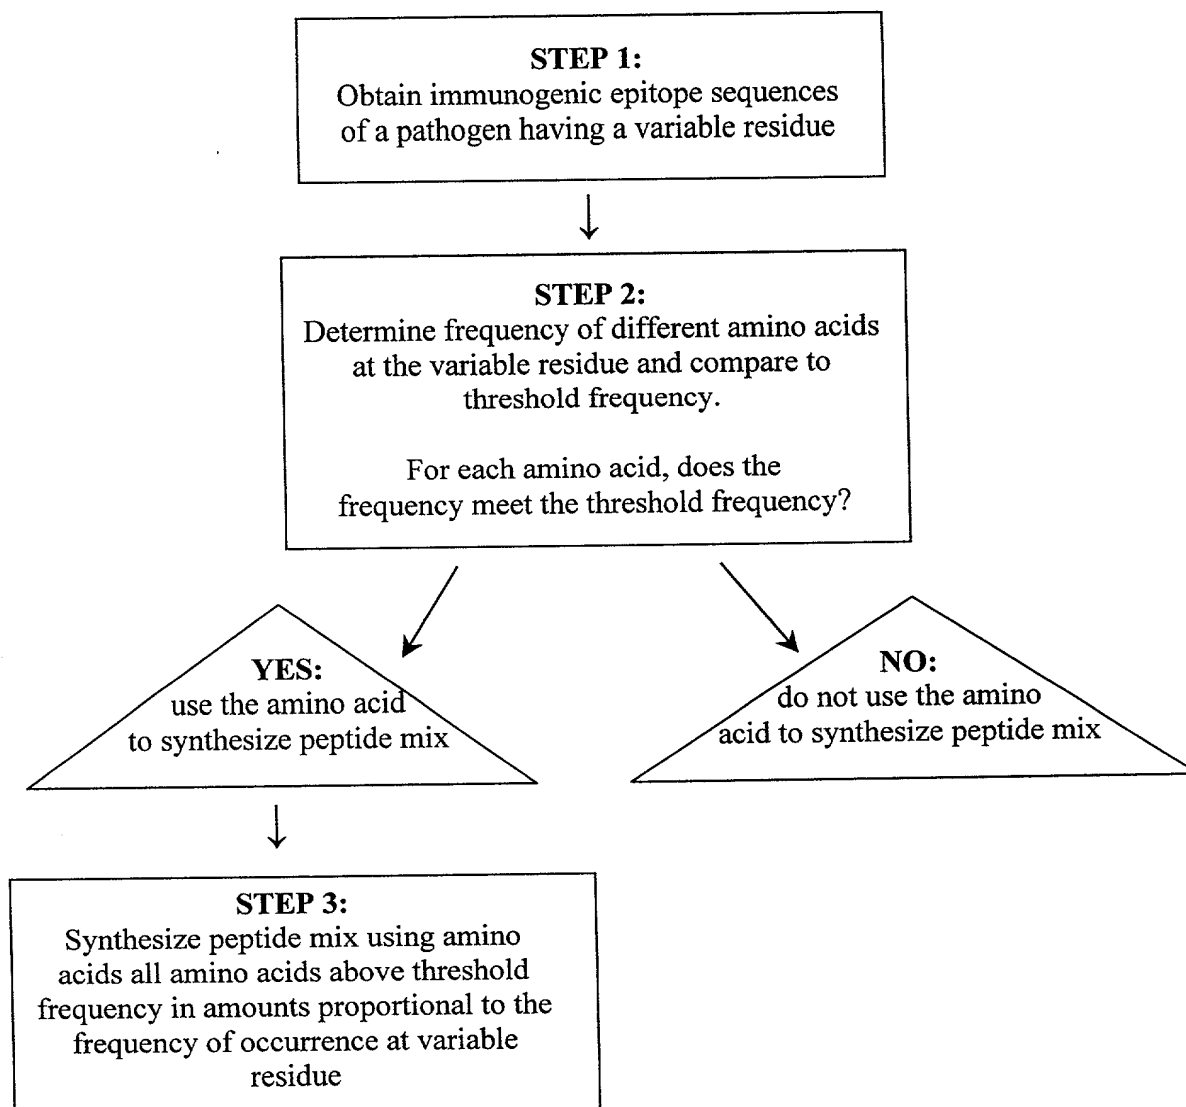 STEP 1:
Obtain immunogenic epitope sequences
of a pathogen having a variable residue
STEP 2:
Determine frequency of different amino acids
at the variable residue and compare to
threshold frequency.
For each amino acid, does the
frequency meet the threshold frequency?
YES:
use the amino acid
to synthesize peptide mix
NO:
do not use the amino
acid to synthesize peptide mix
STEP 3:
Synthesize peptide mix using amino
acids all amino acids above threshold
frequency in amounts proportional to the
frequency of occurrence at variable
residue